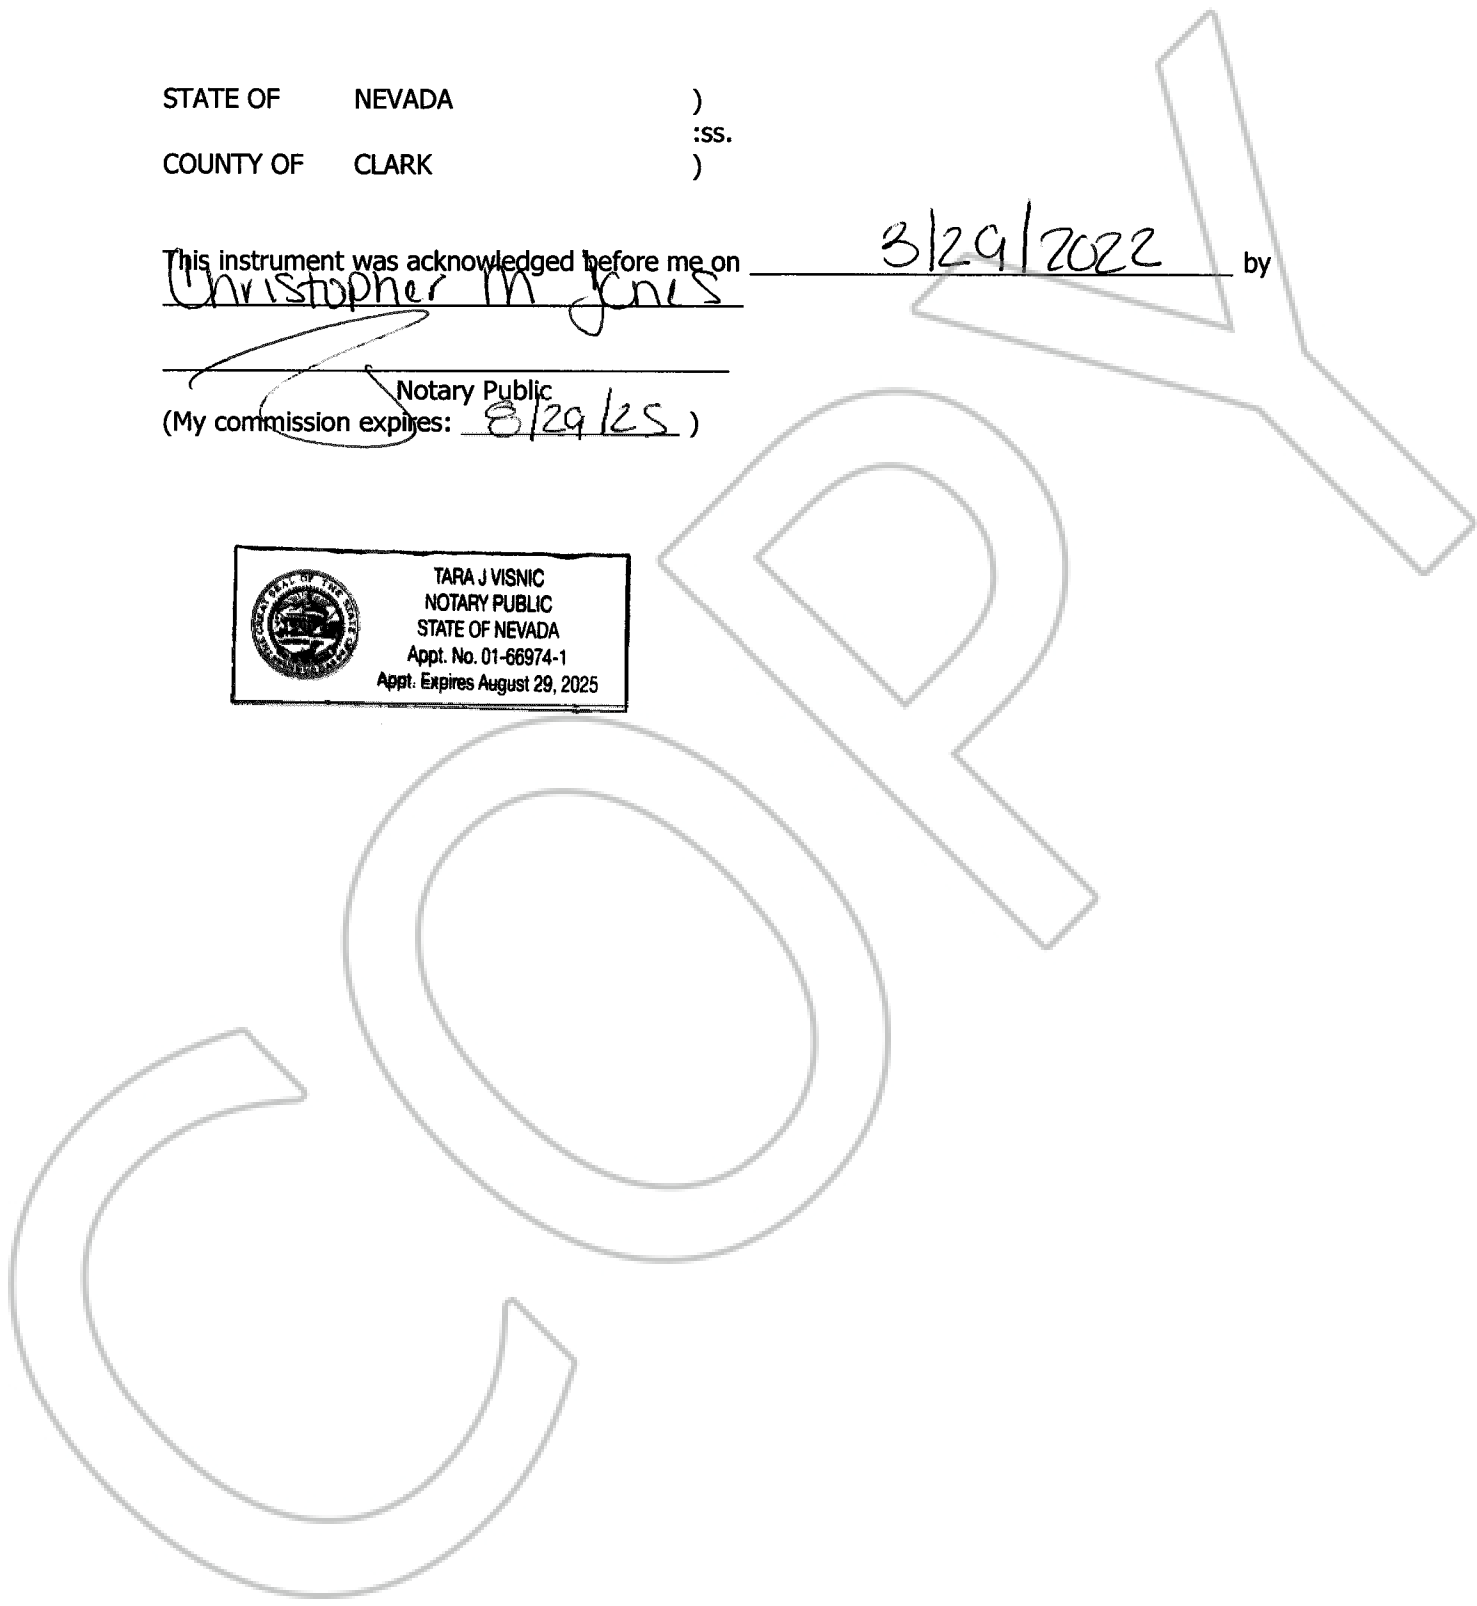 STATE OF NEVADA )
:ss.
COUNTY OF CLARK )
This instrument was acknowledged before me on 3/29/2022 by
Christopher M Jones
Notary Public
(My commission expires: 8/29/25 )
TARA J VISNIC
NOTARY PUBLIC
STATE OF NEVADA
Appt. No. 01-66974-1
Appt. Expires August 29, 2025
COPY